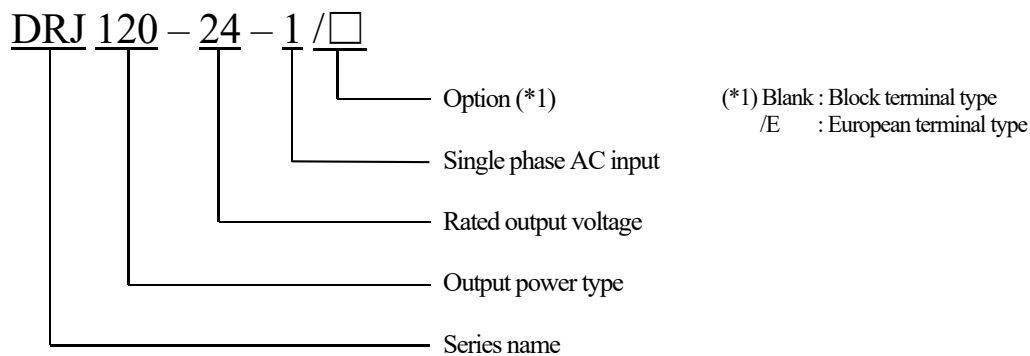 DRJ 120 – 24 – 1 /□
Option (*1)
(*1) Blank : Block terminal type
/E : European terminal type
Single phase AC input
Rated output voltage
Output power type
Series name